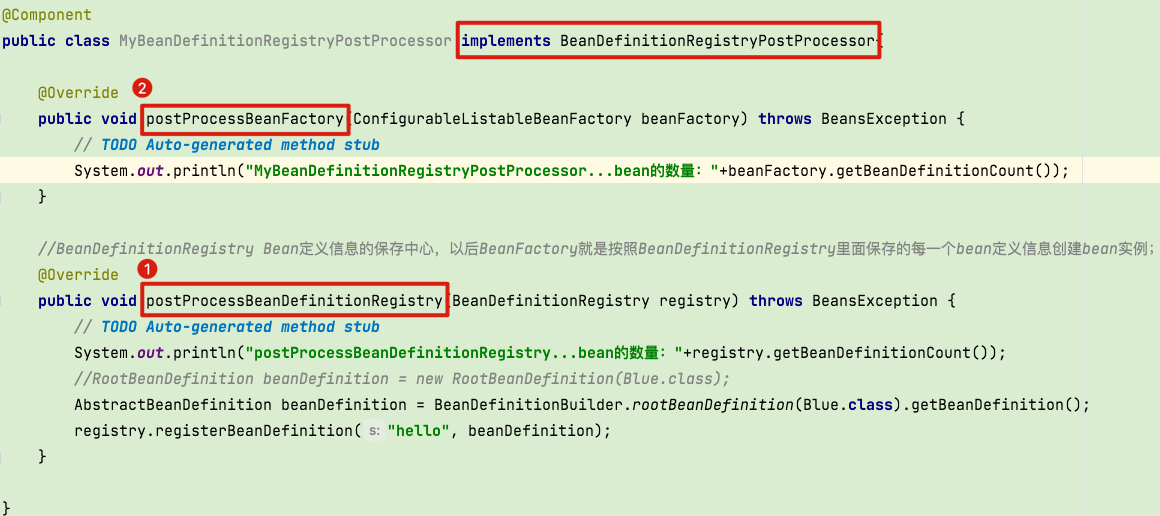 @Component
public class MyBeanDefinitionRegistryPostProcessor implements BeanDefinitionRegistryPostProcessor{
@Override 2
public void postProcessBeanFactory(ConfigurableListableBeanFactory beanFactory) throws BeansException {
// TODO Auto-generated method stub
System.out.println("MyBeanDefinitionRegistryPostProcessor...bean的数量："+beanFactory.getBeanDefinitionCount());
}
//BeanDefinitionRegistry Bean定义信息的保存中心，以后BeanFactory就是按照BeanDefinitionRegistry里面保存的每一个bean定义信息创建bean实例；
@Override 1
public void postProcessBeanDefinitionRegistry(BeanDefinitionRegistry registry) throws BeansException {
// TODO Auto-generated method stub
System.out.println("postProcessBeanDefinitionRegistry...bean的数量："+registry.getBeanDefinitionCount());
//RootBeanDefinition beanDefinition = new RootBeanDefinition(Blue.class);
AbstractBeanDefinition beanDefinition = BeanDefinitionBuilder.rootBeanDefinition(Blue.class).getBeanDefinition();
registry.registerBeanDefinition( s: "hello", beanDefinition);
}
}